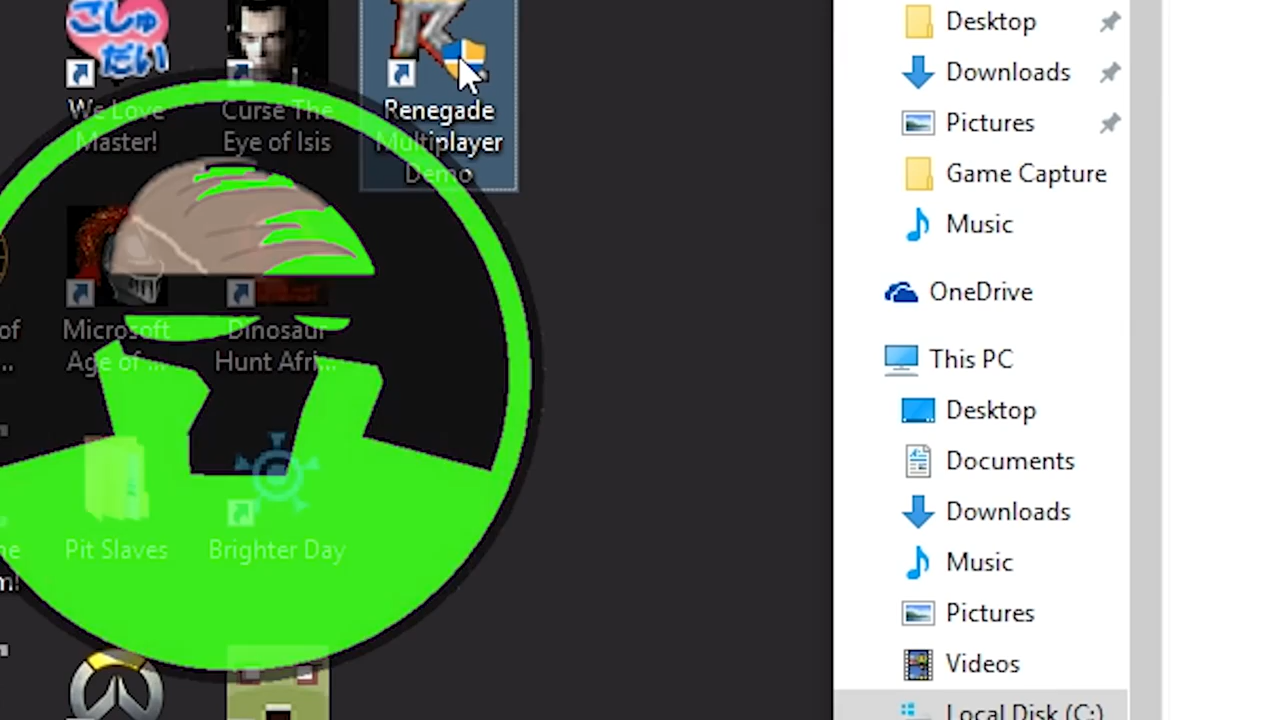 ごしゅ
だい
We Love
Master!
Curse The
Eye of Isis
Renegade
Multiplayer
Demo
of
...
Microsoft
Age of ...
Dinosaur
Hunt Afri...
Pit Slaves
Brighter Day
Desktop
Downloads
Pictures
Game Capture
Music
OneDrive
This PC
Desktop
Documents
Downloads
Music
Pictures
Videos
Local Disk (C:)